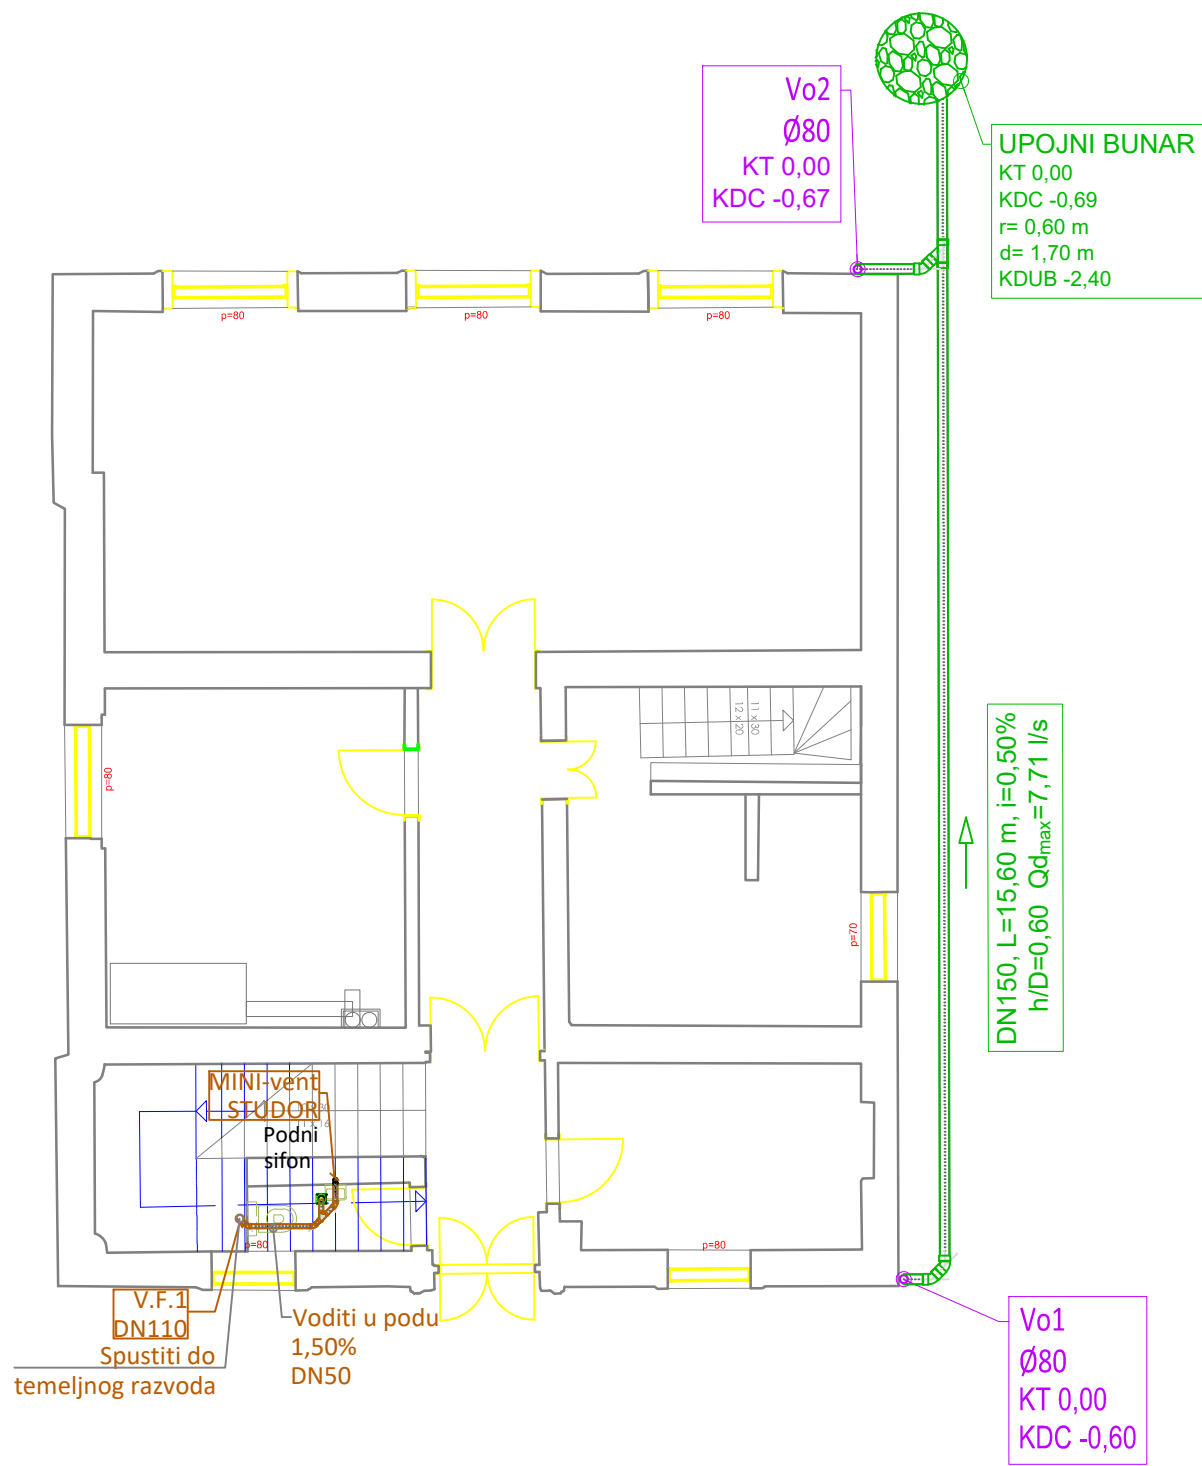 Vo2
Ø80
KT 0,00
KDC -0,67
UPOJNI BUNAR
KT 0,00
KDC -0,69
r= 0,60 m
d= 1,70 m
KDUB -2,40
p=80
p=80
p=80
11 x 30
12 x 20
p=80
DN150, L=15,60 m, i=0,50%
h/D=0,60 Qdmax=7,71 l/s
p=70
MINI-vent
STUDOR
Podni
sifon
p=80
p=80
V.F.1
DN110
Spustiti do
temeljnog razvoda
Voditi u podu
1,50%
DN50
Vo1
Ø80
KT 0,00
KDC -0,60